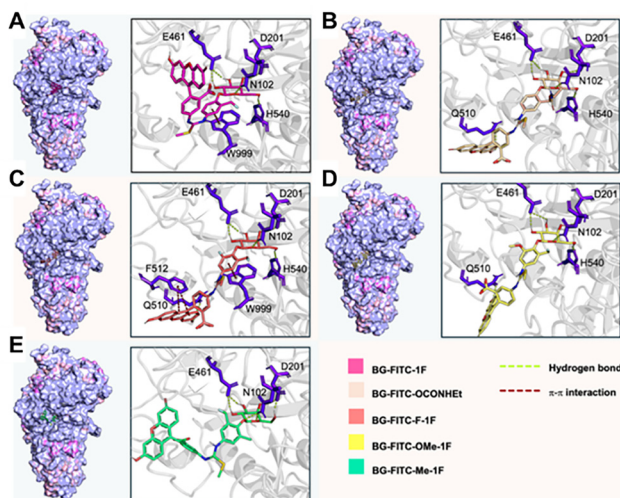 A
E461
D201
N102
H540
W999
B
E461
D201
N102
H540
Q510
C
E461
D201
N102
H540
F512
Q510
W999
D
E461
D201
N102
H540
Q510
E
E461
D201
N102
BG-FITC-1F
BG-FITC-OCONHEt
BG-FITC-F-1F
BG-FITC-OMe-1F
BG-FITC-Me-1F
Hydrogen bond
π-π interaction